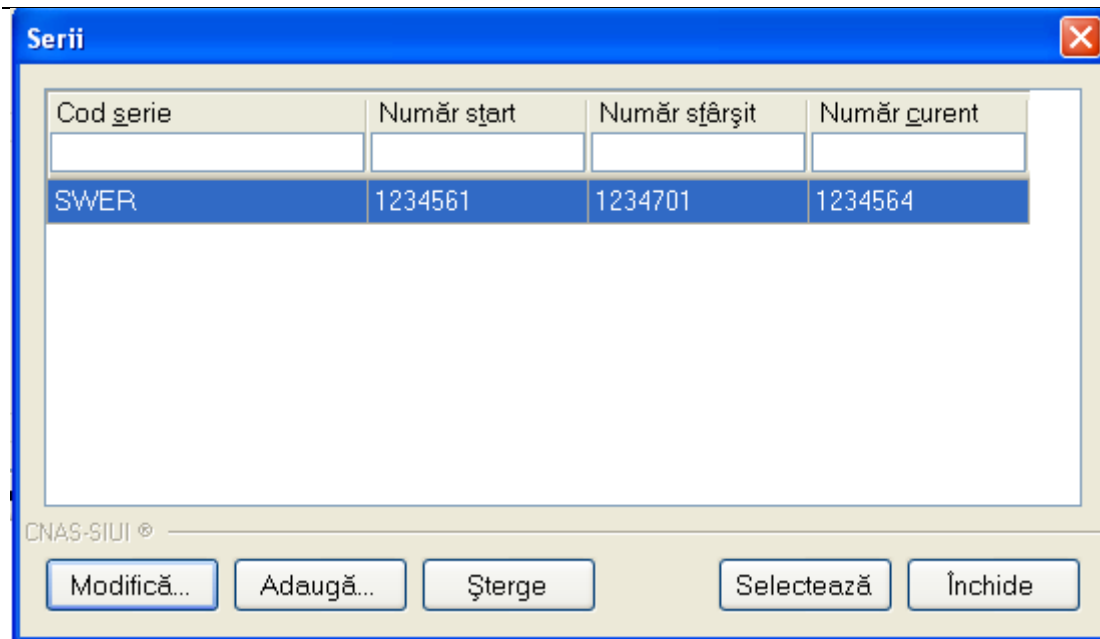 Serii
Cod serie Număr start Număr sfârşit Număr curent
SWER 1234561 1234701 1234564
CNAS-SIUI ®
Modifică... Adaugă... Şterge Selectează Închide